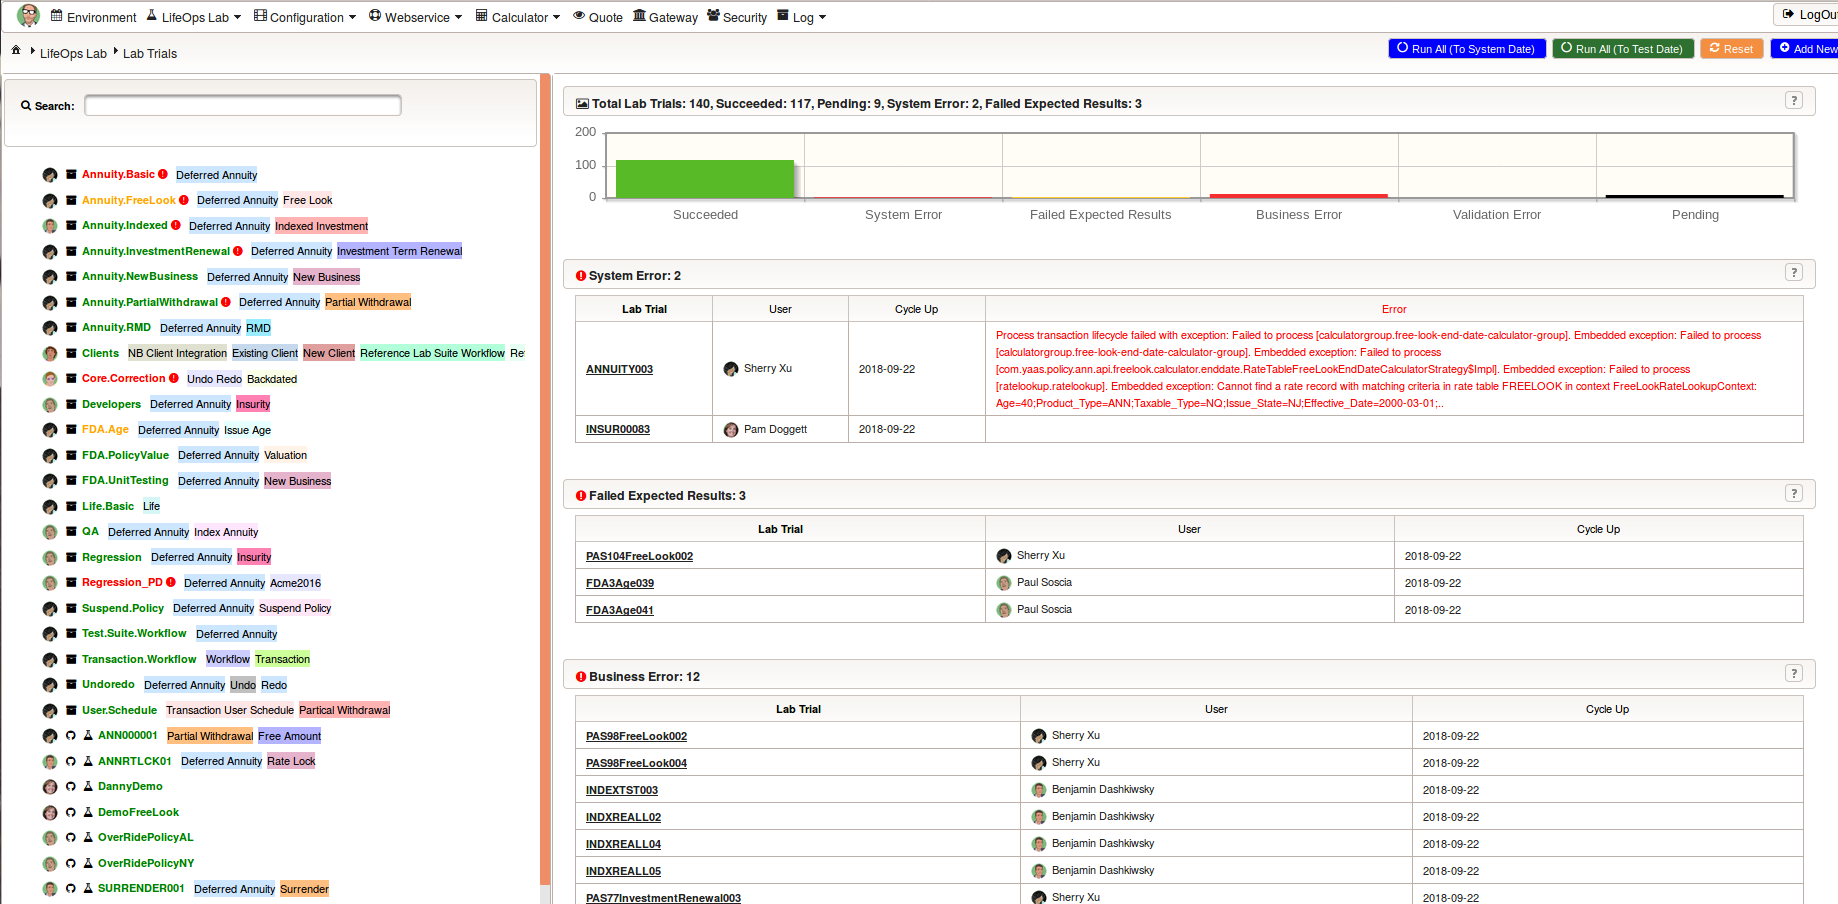 Environment LifeOps Lab Configuration Webservice Calculator Quote Gateway Security Log
LifeOps Lab Lab Trials
Run All (To System Date) Run All (To Test Date) Reset Add New
Search:
Annuity.Basic Deferred Annuity
Annuity.FreeLook Deferred Annuity Free Look
Annuity.Indexed Deferred Annuity Indexed Investment
Annuity.InvestmentRenewal Deferred Annuity Investment Term Renewal
Annuity.NewBusiness Deferred Annuity New Business
Annuity.PartialWithdrawal Deferred Annuity Partial Withdrawal
Annuity.RMD Deferred Annuity RMD
Clients NB Client Integration Existing Client New Client Reference Lab Suite Workflow
Core.Correction Undo Redo Backdated
Developers Deferred Annuity Insurity
FDA.Age Deferred Annuity Issue Age
FDA.PolicyValue Deferred Annuity Valuation
FDA.UnitTesting Deferred Annuity New Business
Life.Basic Life
QA Deferred Annuity Index Annuity
Regression Deferred Annuity Insurity
Regression_PD Deferred Annuity Acme2016
Suspend.Policy Deferred Annuity Suspend Policy
Test.Suite.Workflow Deferred Annuity
Transaction.Workflow Workflow Transaction
Undoredo Deferred Annuity Undo Redo
User.Schedule Transaction User Schedule Partical Withdrawal
ANN000001 Partial Withdrawal Free Amount
ANNRTLCK01 Deferred Annuity Rate Lock
DannyDemo
DemoFreeLook
OverRidePolicyAL
OverRidePolicyNY
SURRENDER001 Deferred Annuity Surrender
Total Lab Trials: 140, Succeeded: 117, Pending: 9, System Error: 2, Failed Expected Results: 3 ?
200
100
0
Succeeded System Error Failed Expected Results Business Error Validation Error Pending
System Error: 2 ?
Lab Trial User Cycle Up Error
ANNUITY003 Sherry Xu 2018-09-22
Process transaction lifecycle failed with exception: Failed to process [calculatorgroup.free-look-end-date-calculator-group]. Embedded exception: Failed to process
[calculatorgroup.free-look-end-date-calculator-group]. Embedded exception: Failed to process
[com.yaas.policy.ann.api.freelook.calculator.enddate.RateTableFreeLookEndDateCalculatorStrategy$Impl]. Embedded exception: Failed to process
[ratelookup.ratelookup]. Embedded exception: Cannot find a rate record with matching criteria in rate table FREELOOK in context FreeLookRateLookupContext:
Age=40;Product_Type=ANN;Taxable_Type=NQ;Issue_State=NJ;Effective_Date=2000-03-01;..
INSUR00083 Pam Doggett 2018-09-22
Failed Expected Results: 3 ?
Lab Trial User Cycle Up
PAS104FreeLook002 Sherry Xu 2018-09-22
FDA3Age039 Paul Soscia 2018-09-22
FDA3Age041 Paul Soscia 2018-09-22
Business Error: 12 ?
Lab Trial User Cycle Up
PAS98FreeLook002 Sherry Xu 2018-09-22
PAS98FreeLook004 Sherry Xu 2018-09-22
INDEXTST003 Benjamin Dashkiwsky 2018-09-22
INDXREALL02 Benjamin Dashkiwsky 2018-09-22
INDXREALL04 Benjamin Dashkiwsky 2018-09-22
INDXREALL05 Benjamin Dashkiwsky 2018-09-22
PAS77InvestmentRenewal003 Sherry Xu 2018-09-22